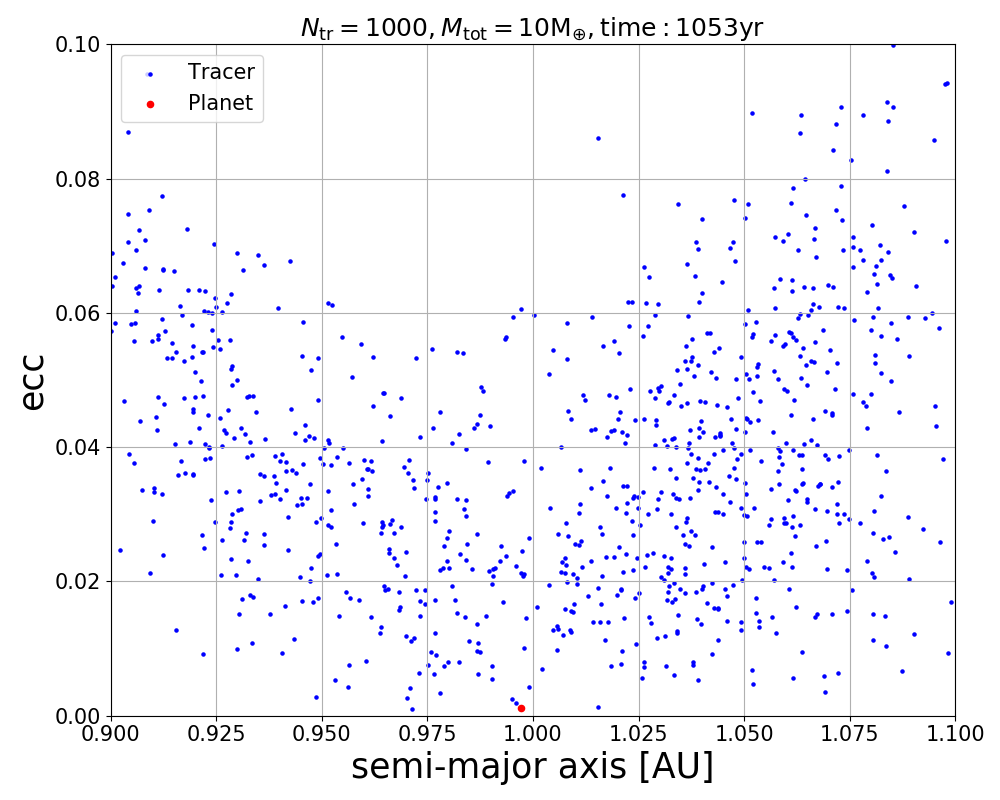 N_tr = 1000, M_tot = 10M_⊕, time : 1053yr
Tracer
Planet
0.10
0.08
0.06
0.04
0.02
0.00
ecc
0.900 0.925 0.950 0.975 1.000 1.025 1.050 1.075 1.100
semi-major axis [AU]